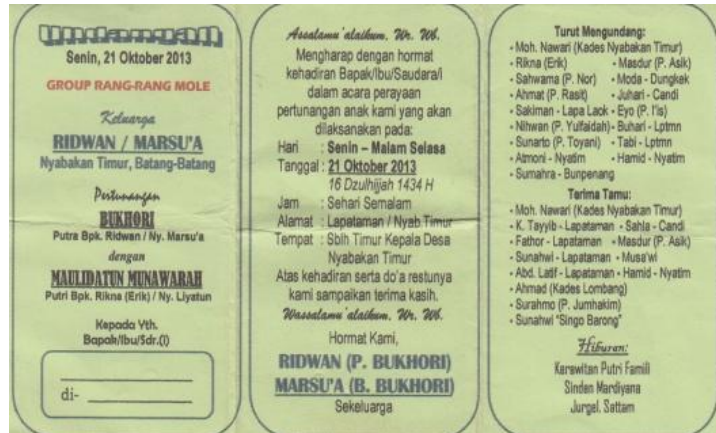 Undangan
Senin, 21 Oktober 2013
GROUP RANG-RANG MOLE
Keluarga
RIDWAN / MARSU'A
Nyabakan Timur, Batang-Batang
Pertunangan
BUKHORI
Putra Bpk. Ridwan / Ny. Marsu'a
dengan
MAULIDATUN MUNAWARAH
Putri Bpk. Rikna (Erik) / Ny. Liyatun
Kepada Yth.
Bapak/Ibu/Sdr.(i)
di-
Assalamu'alaikum, Wr. Wb.
Mengharap dengan hormat
kehadiran Bapak/Ibu/Saudara/i
dalam acara perayaan
pertunangan anak kami yang akan
dilaksanakan pada:
Hari : Senin – Malam Selasa
Tanggal : 21 Oktober 2013
16 Dzulhijjah 1434 H
Jam : Sehari Semalam
Alamat : Lapataman / Nyab Timur
Tempat : Sblh Timur Kepala Desa
Nyabakan Timur
Atas kehadiran serta do'a restunya
kami sampaikan terima kasih.
Wassalamu'alaikum, Wr. Wb.
Hormat Kami,
RIDWAN (P. BUKHORI)
MARSU'A (B. BUKHORI)
Sekeluarga
Turut Mengundang:
- Moh. Nawari (Kades Nyabakan Timur)
- Rikna (Erik) - Masdur (P. Asik)
- Sahwama (P. Nor) - Moda - Dungkek
- Ahmat (P. Rasit) - Juhari - Candi
- Sakiman - Lapa Laok - Eyo (P. I'is)
- Nihwan (P. Yulfaidah) - Buhari - Lptmn
- Sunarto (P. Toyani) - Tabi - Lptmn
- Atmoni - Nyatim - Hamid - Nyatim
- Sumahra - Bunpenang
Terima Tamu:
- Moh. Nawari (Kades Nyabakan Timur)
- K. Tayyib - Lapataman - Sahla - Candi
- Fathor - Lapataman - Masdur (P. Asik)
- Sunahwi - Lapataman - Musa'wi
- Abd. Latif - Lapataman - Hamid - Nyatim
- Ahmad (Kades Lombang)
- Surahmo (P. Jumhakim)
- Sunahwi "Singo Barong"
Hiburan:
Karawitan Putri Famili
Sinden Mardiyana
Jurgel. Sattam